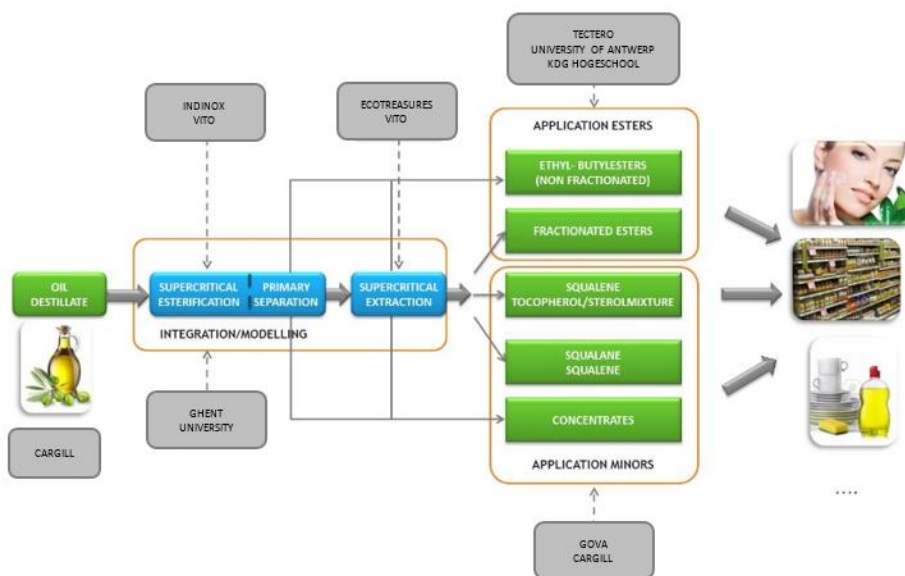 TECTERO
UNIVERSITY OF ANTWERP
KDG HOGESCHOOL
INDINOX
VITO
ECOTREASURES
VITO
APPLICATION ESTERS
ETHYL- BUTYLESTERS
(NON FRACTIONATED)
FRACTIONATED ESTERS
OIL
DESTILLATE
SUPERCRITICAL
ESTERIFICATION
PRIMARY
SEPARATION
SUPERCRITICAL
EXTRACTION
INTEGRATION/MODELLING
SQUALENE
TOCOPHEROL/STEROLMIXTURE
SQUALANE
SQUALENE
CONCENTRATES
APPLICATION MINORS
GHENT
UNIVERSITY
CARGILL
GOVA
CARGILL
....